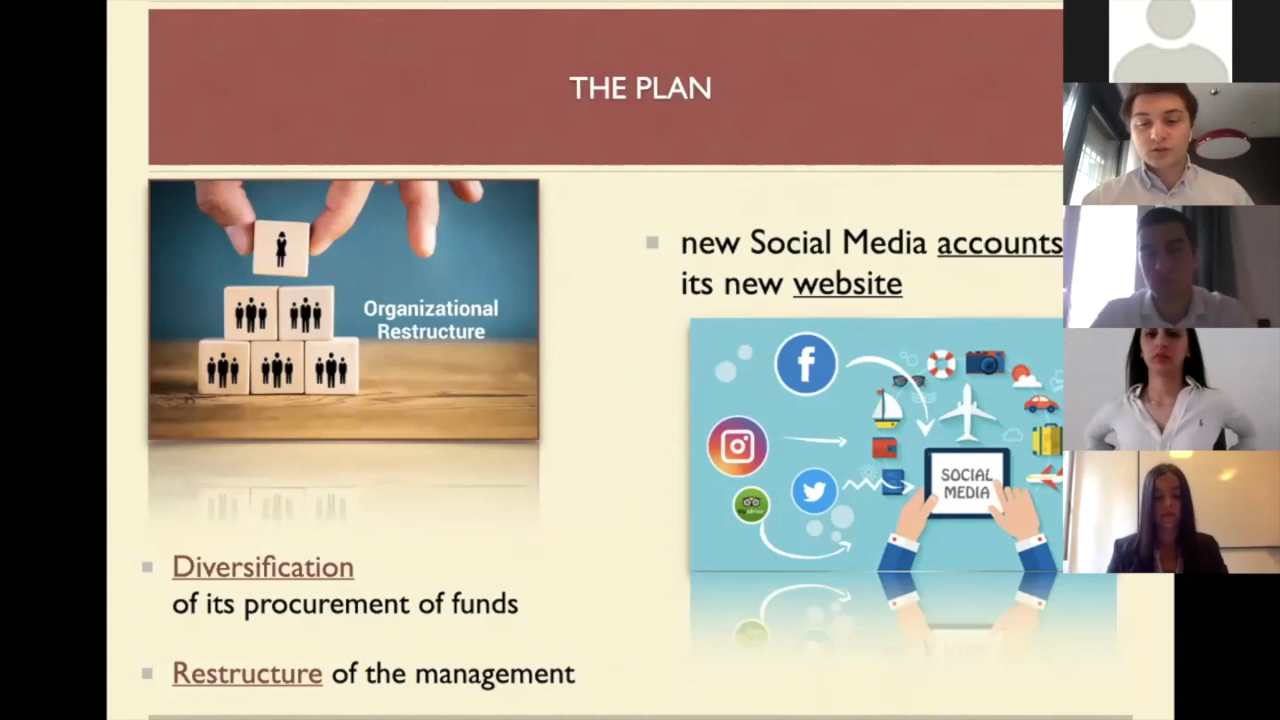 THE PLAN
Organizational
Restructure
Diversification
of its procurement of funds
Restructure of the management
new Social Media accounts
its new website
SOCIAL
MEDIA